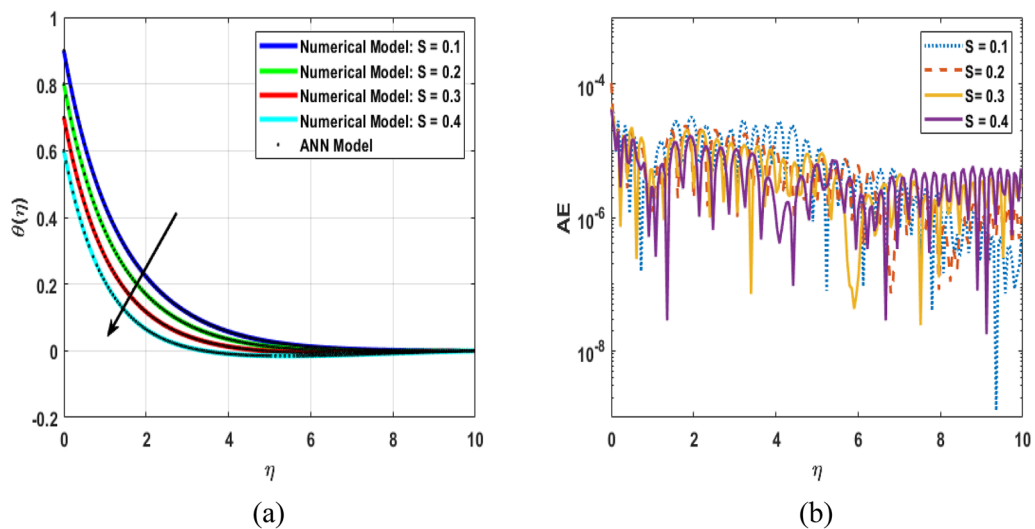 1
0.8
0.6
0.4
0.2
0
-0.2
θ(η)
0 2 4 6 8 10
η
Numerical Model: S = 0.1
Numerical Model: S = 0.2
Numerical Model: S = 0.3
Numerical Model: S = 0.4
ANN Model
(a)
10-4
10-6
10-8
AE
0 2 4 6 8 10
η
S = 0.1
S= 0.2
S= 0.3
S = 0.4
(b)